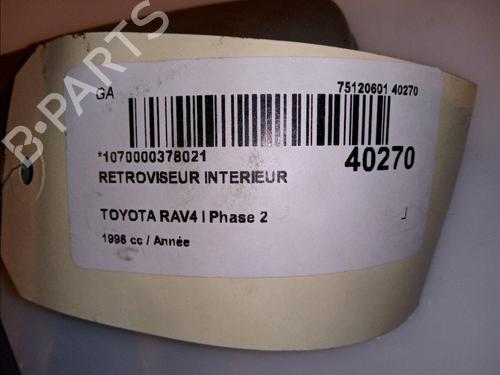 GA 75120601 40270
*1070000378021 40270
RETROVISEUR INTERIEUR
TOYOTA RAV4 I Phase 2 J
1998 cc / Année
B-PARTS